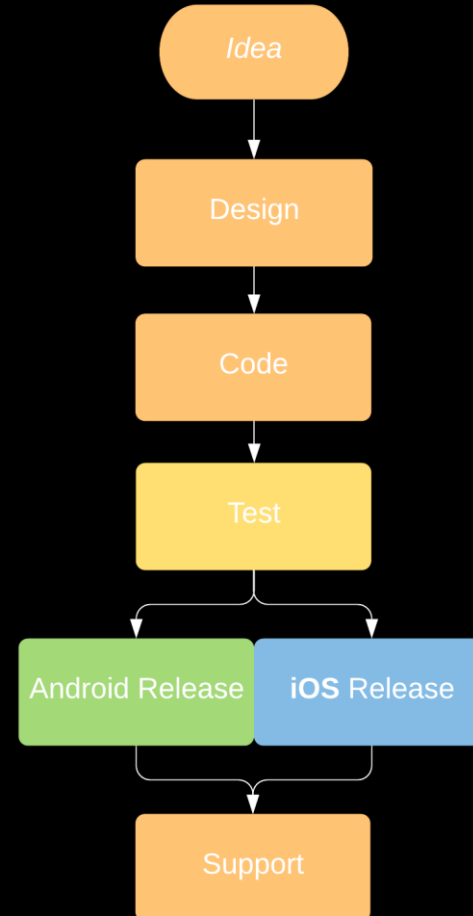 Idea
Design
Code
Test
Android Release
iOS Release
Support